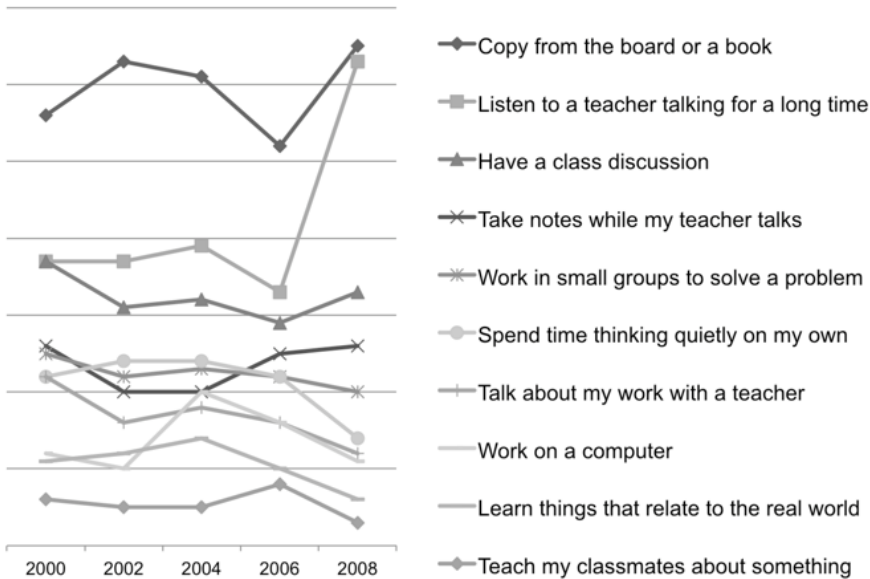 Copy from the board or a book
Listen to a teacher talking for a long time
Have a class discussion
Take notes while my teacher talks
Work in small groups to solve a problem
Spend time thinking quietly on my own
Talk about my work with a teacher
Work on a computer
Learn things that relate to the real world
Teach my classmates about something
2000 2002 2004 2006 2008